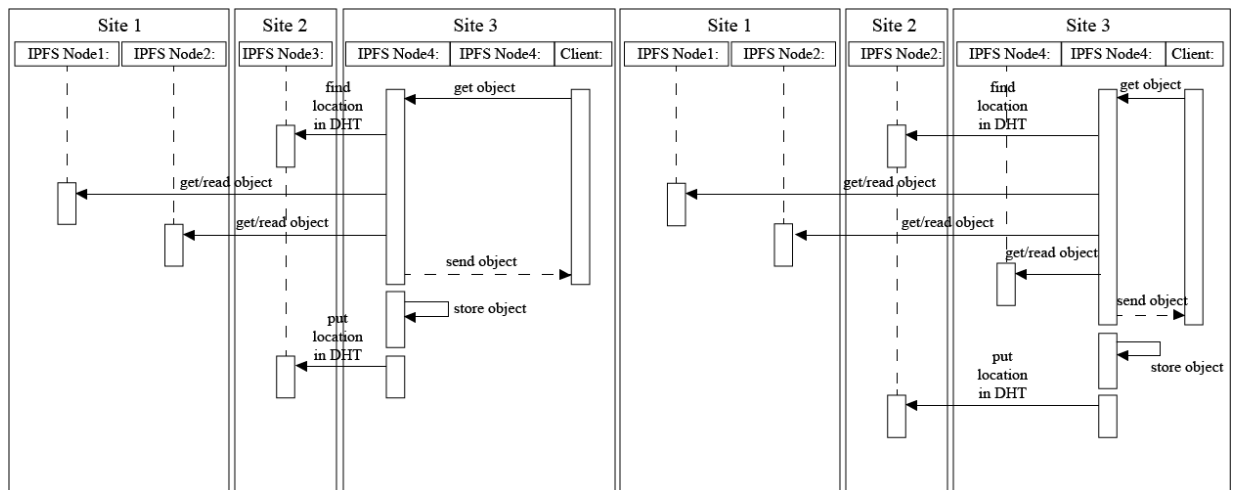 Site 1
Site 2
Site 3
IPFS Node1:
IPFS Node2:
IPFS Node3:
IPFS Node4:
IPFS Node4:
Client:
get object
find
location
in DHT
get/read object
get/read object
send object
store object
put
location
in DHT
Site 1
Site 2
Site 3
IPFS Node1:
IPFS Node2:
IPFS Node2:
IPFS Node4:
IPFS Node4:
Client:
get object
find
location
in DHT
get/read object
get/read object
get/read object
send object
store object
put
location
in DHT